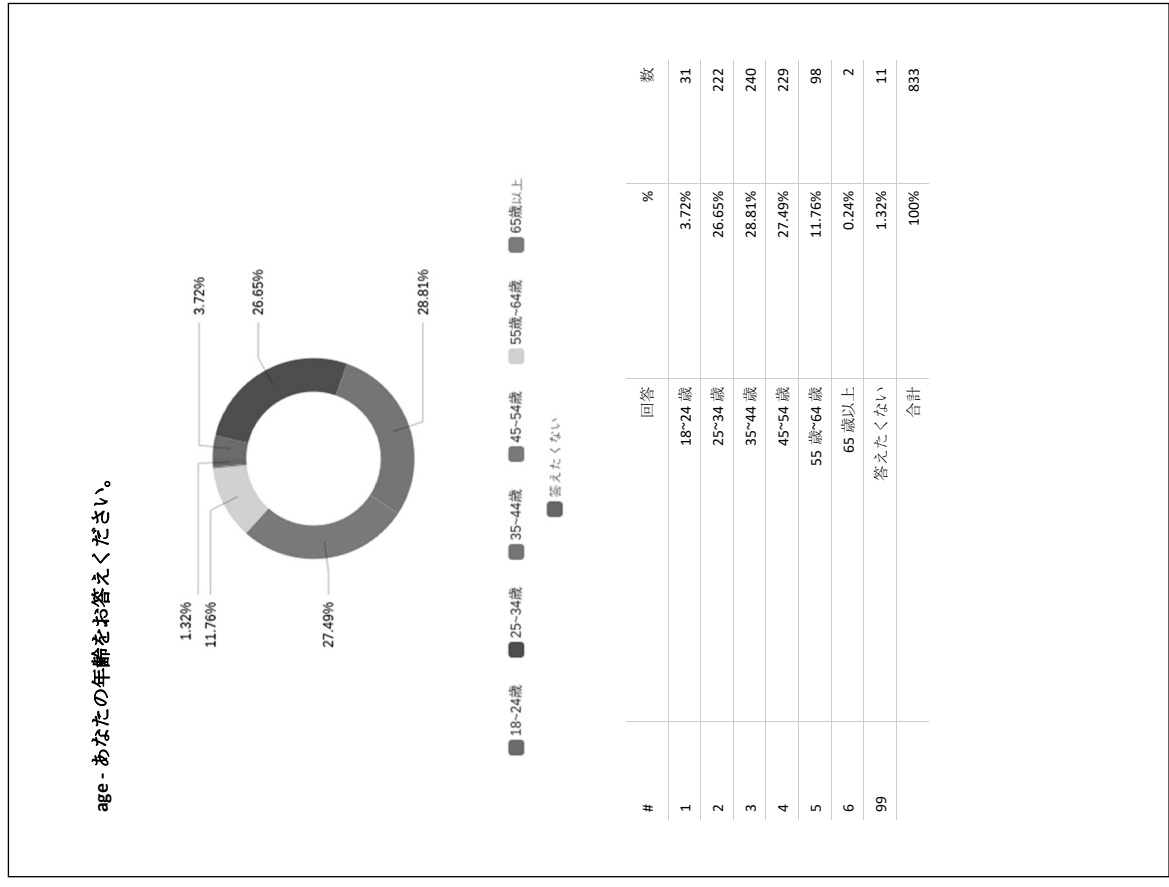 age - あなたの年齢をお答えください。
3.72%
26.65%
28.81%
27.49%
11.76%
1.32%
18~24歳 25~34歳 35~44歳 45~54歳 55歳~64歳 65歳以上
答えたくない
# 回答 % 数
1 18~24 歳 3.72% 31
2 25~34 歳 26.65% 222
3 35~44 歳 28.81% 240
4 45~54 歳 27.49% 229
5 55 歳~64 歳 11.76% 98
6 65 歳以上 0.24% 2
99 答えたくない 1.32% 11
合計 100% 833